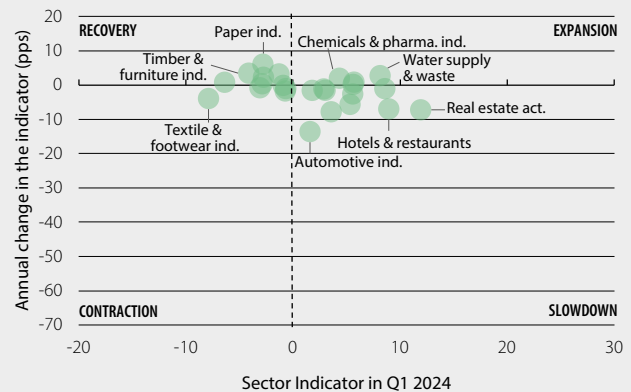 20
RECOVERY
EXPANSION
Paper ind.
10
Chemicals & pharma. ind.
Timber &
furniture ind.
Water supply
& waste
0
Real estate act.
-10
Textile &
footwear ind.
Hotels & restaurants
Automotive ind.
-20
-30
-40
-50
-60
CONTRACTION
SLOWDOWN
-70
-20
-10
0
10
20
30
Annual change in the indicator (pps)
Sector Indicator in Q1 2024